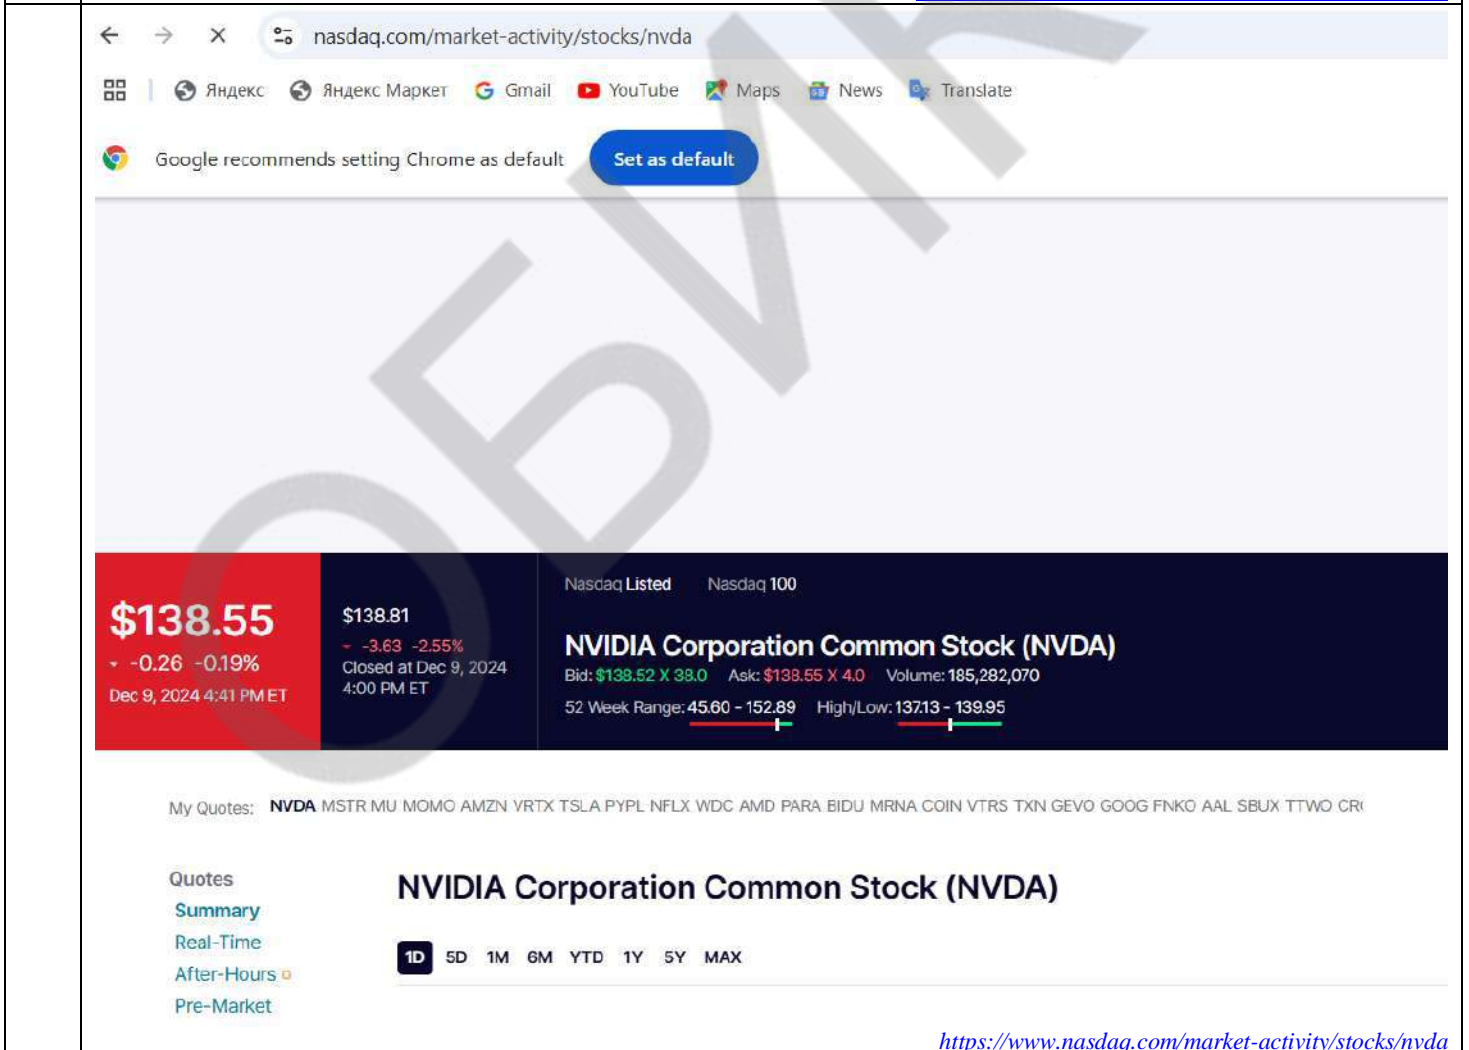 nasdaq.com/market-activity/stocks/nvda
Яндекс Яндекс Маркет Gmail YouTube Maps News Translate
Google recommends setting Chrome as default Set as default
ОБИК
Nasdaq Listed Nasdaq 100
$138.55
-0.26 -0.19%
Dec 9, 2024 4:41 PM ET
$138.81
-3.63 -2.55%
Closed at Dec 9, 2024
4:00 PM ET
NVIDIA Corporation Common Stock (NVDA)
Bid: $138.52 X 38.0 Ask: $138.55 X 4.0 Volume: 185,282,070
52 Week Range: 45.60 - 152.89 High/Low: 137.13 - 139.95
My Quotes: NVDA MSTR MU MOMO AMZN VRTX TSLA PYPL NFLX WDC AMD PARA BIDU MRNA COIN VTRS TXN GEVO GOOG FNKO AAL SBUX TTWO
Quotes
Summary
Real-Time
After-Hours
Pre-Market
NVIDIA Corporation Common Stock (NVDA)
1D 5D 1M 6M YTD 1Y 5Y MAX
https://www.nasdaq.com/market-activity/stocks/nvda